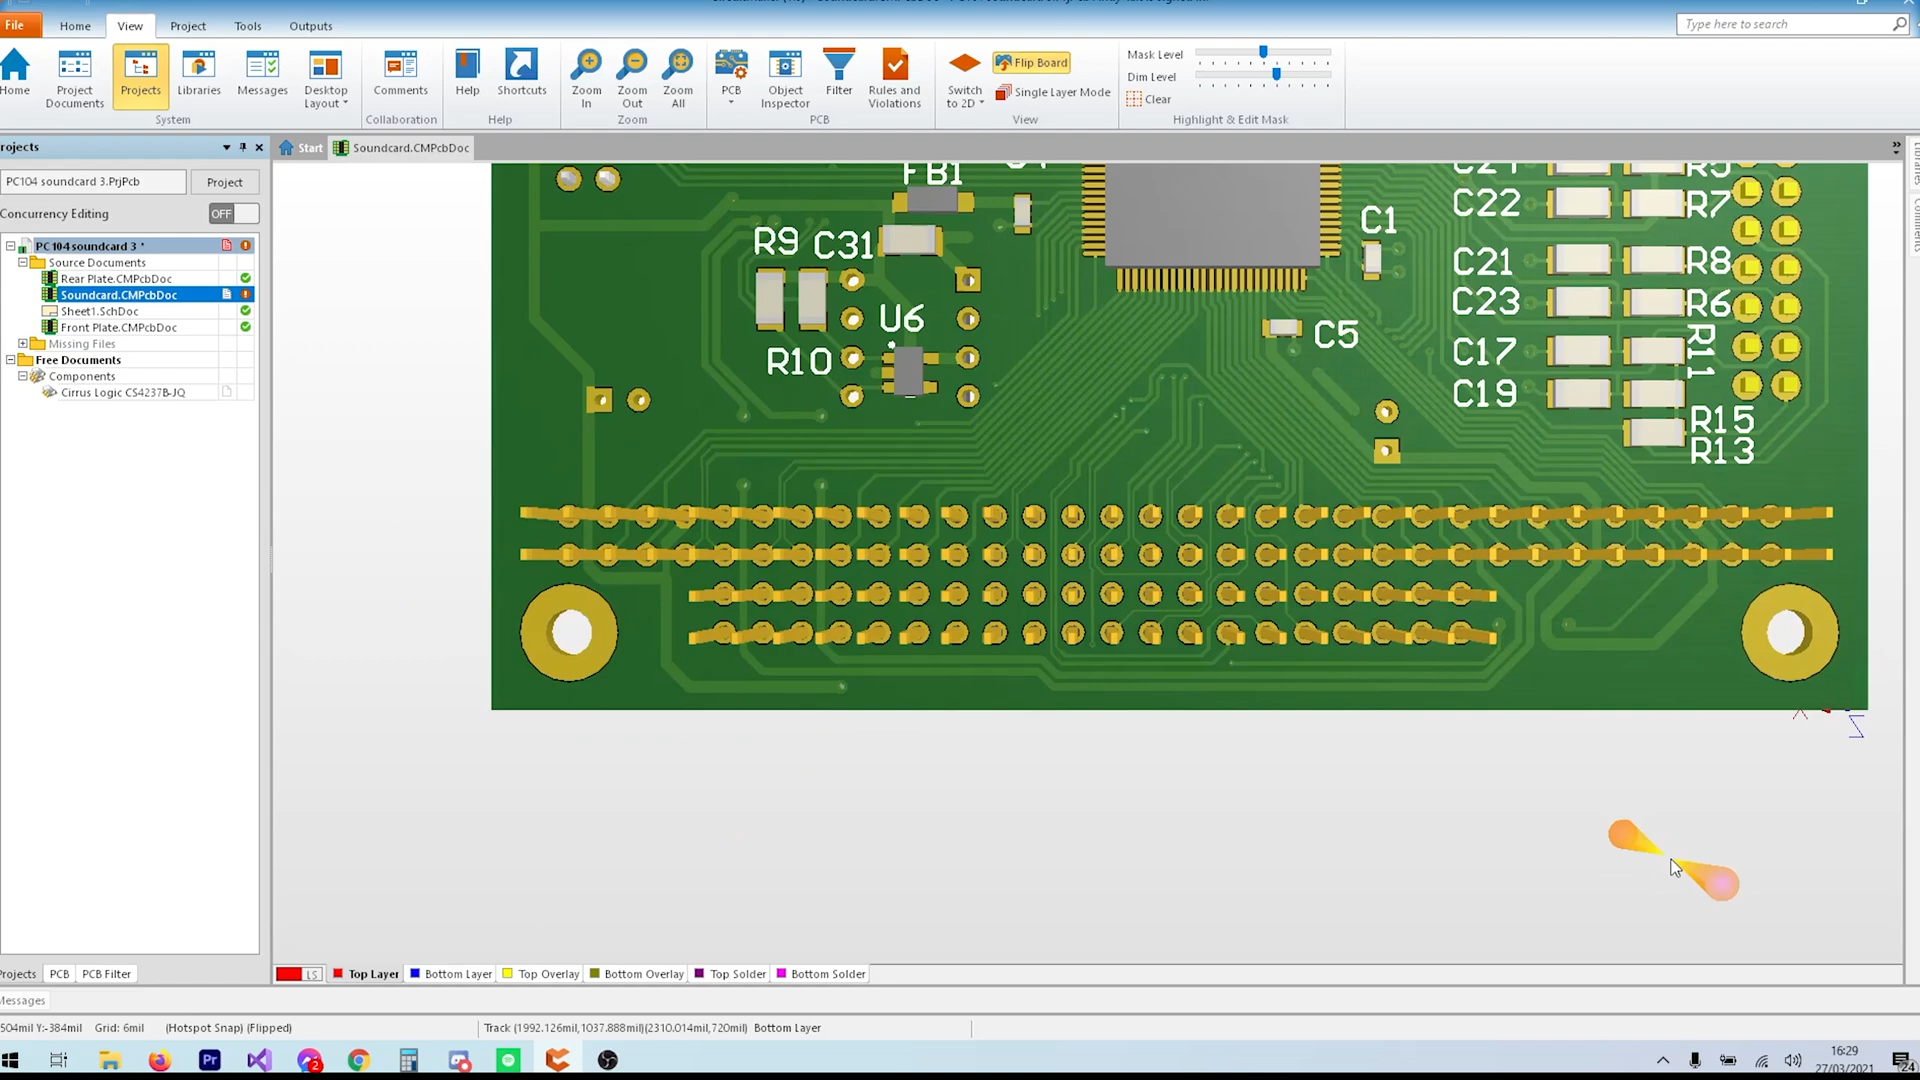 File
Home
View
Project
Tools
Outputs
Type here to search
Home
Project
Documents
Projects
Libraries
Messages
Desktop
Layout
System
Comments
Collaboration
Help
Shortcuts
Help
Zoom
In
Zoom
Out
Zoom
All
Zoom
PCB
Object
Inspector
Filter
Rules and
Violations
PCB
Switch
to 2D
Flip Board
Single Layer Mode
View
Mask Level
Dim Level
Clear
Highlight & Edit Mask
rojects
Start
Soundcard.CMPcbDoc
PC104 soundcard 3.PrjPcb
Project
Concurrency Editing
OFF
PC104 soundcard 3 *
Source Documents
Rear Plate.CMPcbDoc
Soundcard.CMPcbDoc
Sheet1.SchDoc
Front Plate.CMPcbDoc
Missing Files
Free Documents
Components
Cirrus Logic CS4237B-JQ
FB1
R9
C31
U6
R10
C1
C5
C22
R7
C21
R8
C23
R6
C17
R11
C19
R15
R13
rojects
PCB
PCB Filter
LS
Top Layer
Bottom Layer
Top Overlay
Bottom Overlay
Top Solder
Bottom Solder
Messages
504mil Y:-384mil
Grid: 6mil
(Hotspot Snap) (Flipped)
Track (1992.126mil,1037.888mil)(2310.014mil,720mil) Bottom Layer
Pr
2
16:29
27/03/2021
24